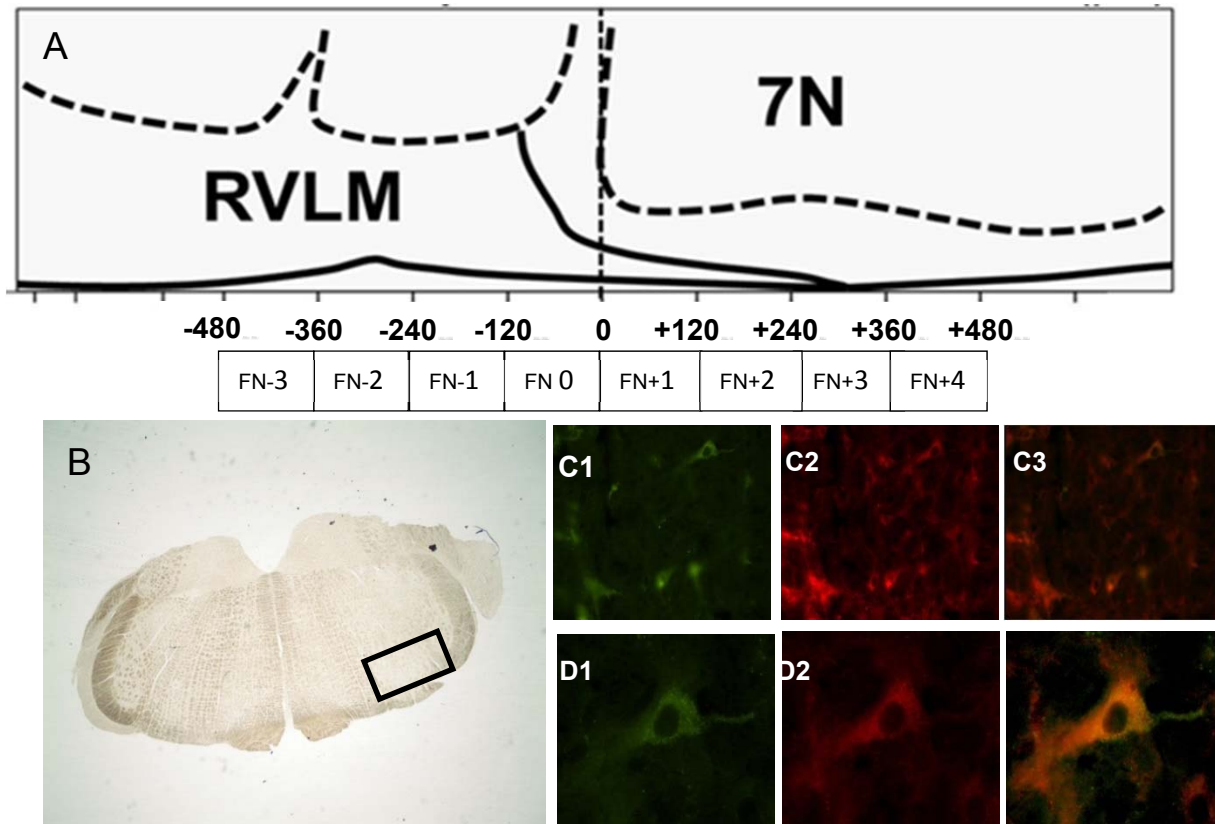 A
7N
RVLM
-480 -360 -240 -120 0 +120 +240 +360 +480
FN-3 FN-2 FN-1 FN 0 FN+1 FN+2 FN+3 FN+4
B
C1 C2 C3
D1 D2